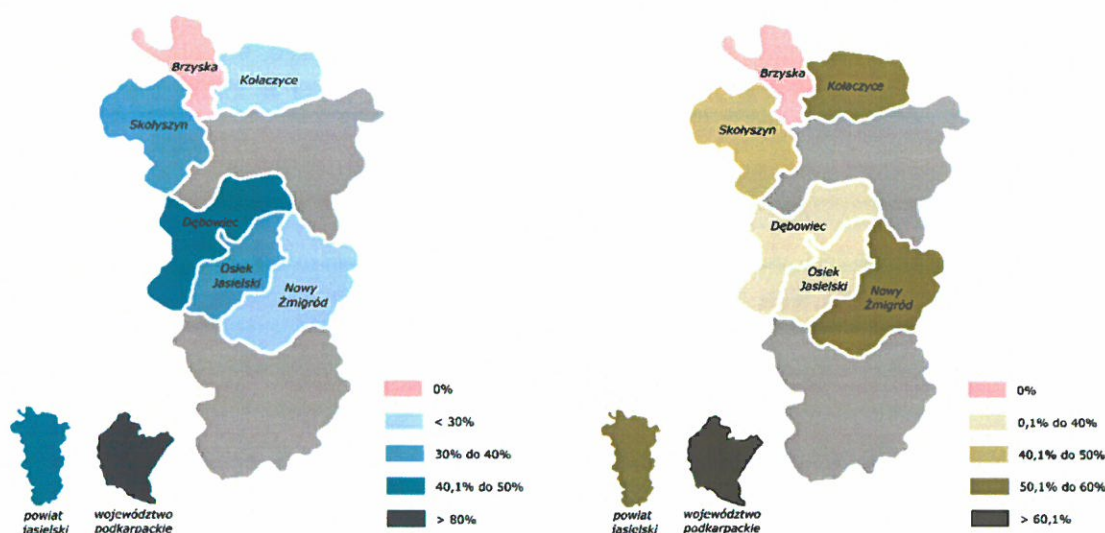 Brzyska
Kołaczyce
Skołyszyn
Dębowiec
Osiek
Jasielski
Nowy
Żmigród
0%
< 30%
30% do 40%
40,1% do 50%
> 80%
powiat
jasielski
województwo
podkarpackie
Brzyska
Kołaczyce
Skołyszyn
Dębowiec
Osiek
Jasielski
Nowy
Żmigród
0%
0,1% do 40%
40,1% do 50%
50,1% do 60%
> 60,1%
powiat
jasielski
województwo
podkarpackie